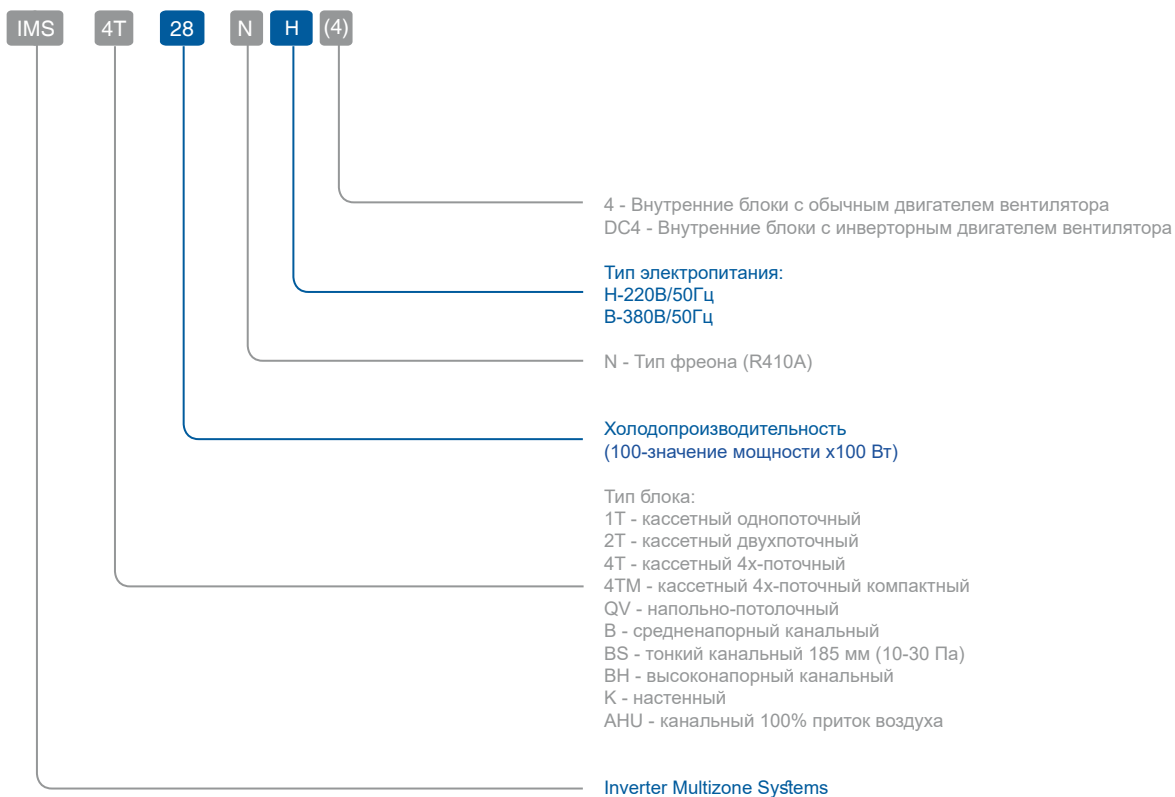 IMS 4T 28 N H (4)
4 - Внутренние блоки с обычным двигателем вентилятора
DC4 - Внутренние блоки с инверторным двигателем вентилятора
Тип электропитания:
H-220В/50Гц
B-380В/50Гц
N - Тип фреона (R410A)
Холодопроизводительность
(100-значение мощности х100 Вт)
Тип блока:
1T - кассетный однопоточный
2T - кассетный двухпоточный
4T - кассетный 4х-поточный
4TM - кассетный 4х-поточный компактный
QV - напольно-потолочный
B - средненапорный канальный
BS - тонкий канальный 185 мм (10-30 Па)
BH - высоконапорный канальный
K - настенный
AHU - канальный 100% приток воздуха
Inverter Multizone Systems